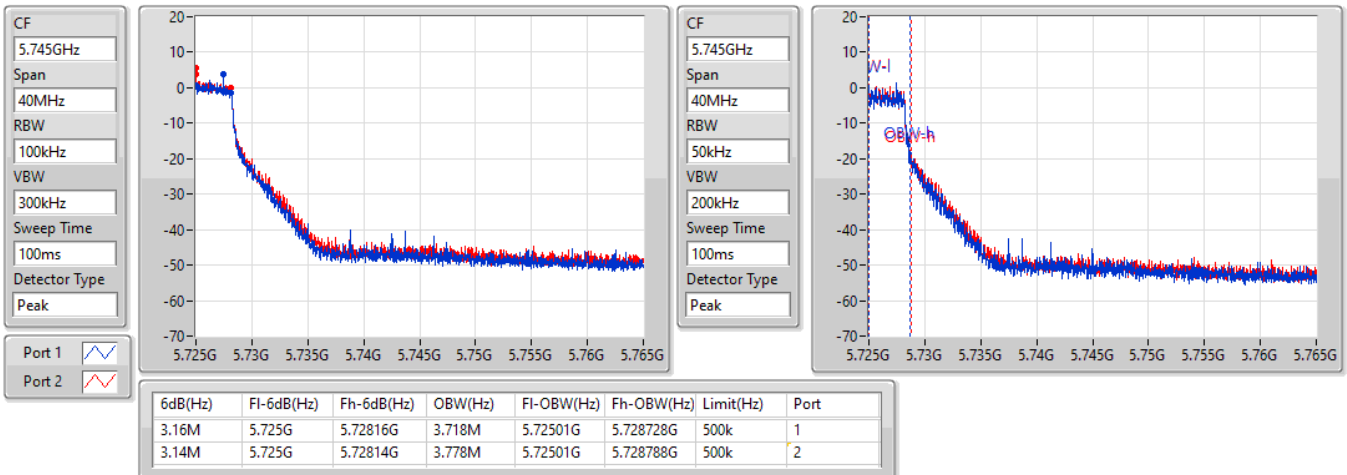 CF
5.745GHz
Span
40MHz
RBW
100kHz
VBW
300kHz
Sweep Time
100ms
Detector Type
Peak
Port 1
Port 2
20
10
0
-10
-20
-30
-40
-50
-60
-70
5.725G 5.73G 5.735G 5.74G 5.745G 5.75G 5.755G 5.76G 5.765G
CF
5.745GHz
Span
40MHz
RBW
50kHz
VBW
200kHz
Sweep Time
100ms
Detector Type
Peak
20
10
0
-10
-20
-30
-40
-50
-60
-70
W-l
OBW-h
5.725G 5.73G 5.735G 5.74G 5.745G 5.75G 5.755G 5.76G 5.765G
6dB(Hz) Fl-6dB(Hz) Fh-6dB(Hz) OBW(Hz) Fl-OBW(Hz) Fh-OBW(Hz) Limit(Hz) Port
3.16M 5.725G 5.72816G 3.718M 5.72501G 5.728728G 500k 1
3.14M 5.725G 5.72814G 3.778M 5.72501G 5.728788G 500k 2